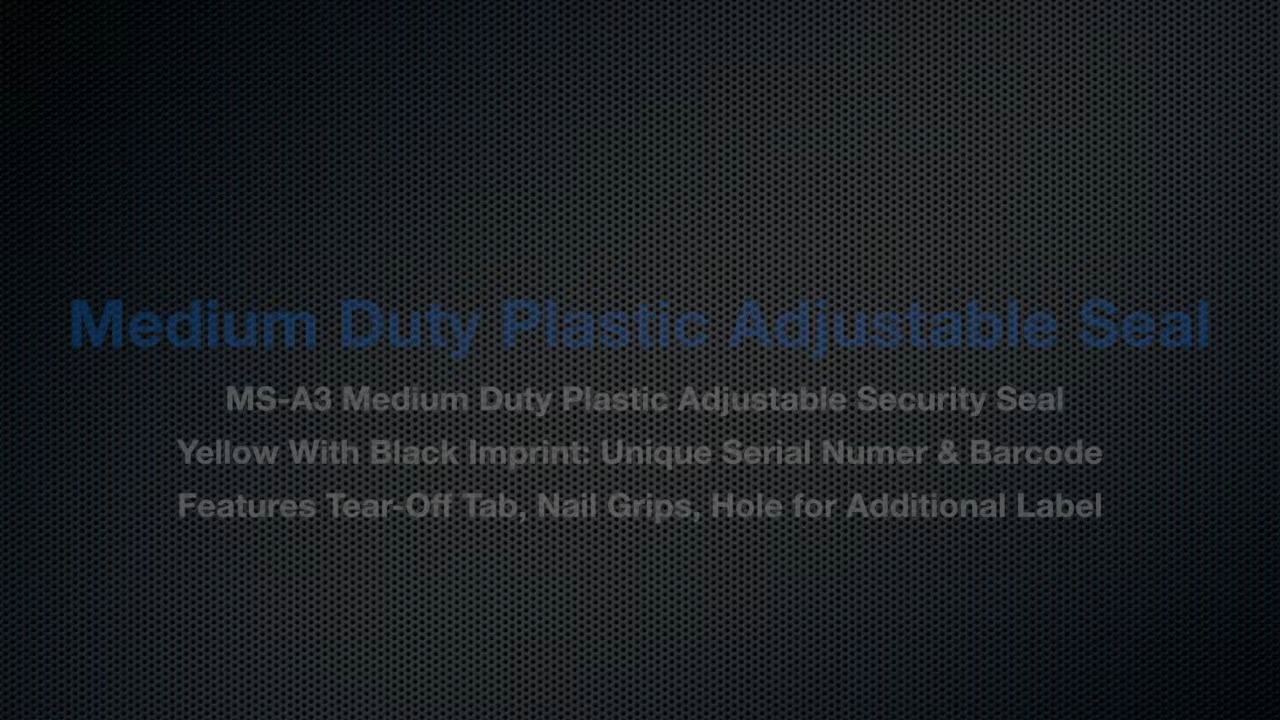 Medium Duty Plastic Adjustable Seal
MS-A3 Medium Duty Plastic Adjustable Security Seal
Yellow With Black Imprint: Unique Serial Numer & Barcode
Features Tear-Off Tab, Nail Grips, Hole for Additional Label